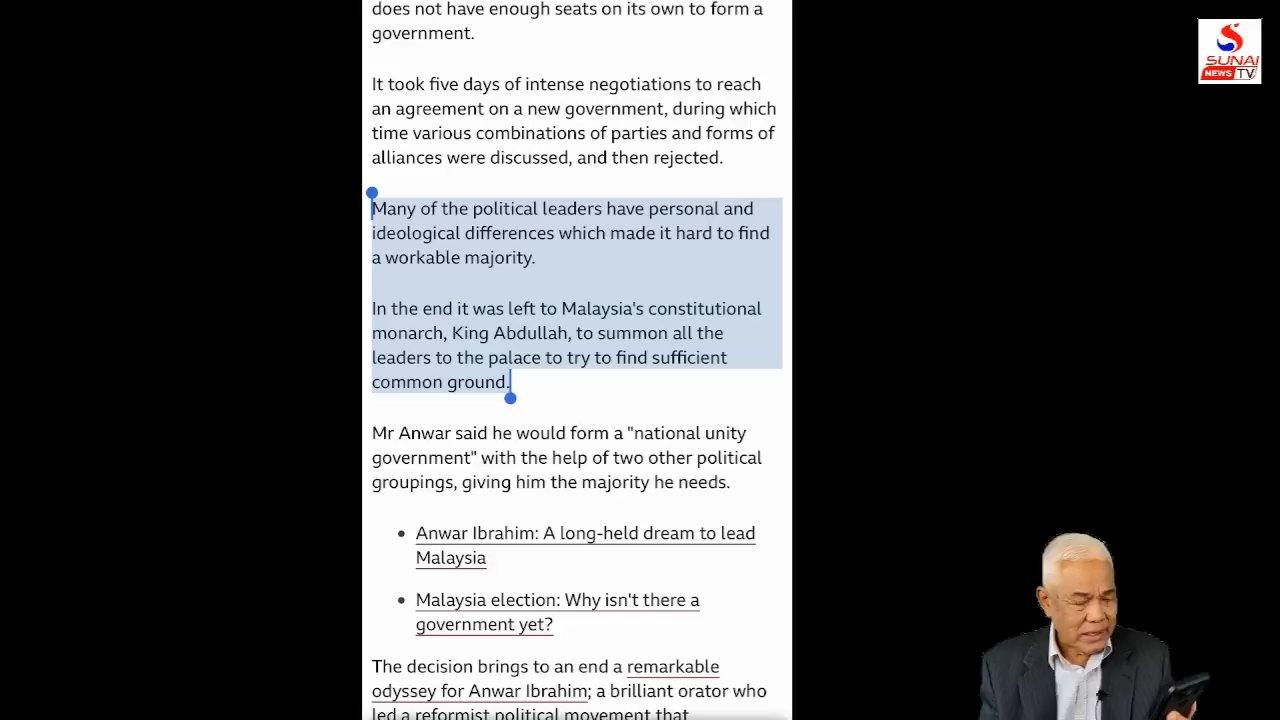 does not have enough seats on its own to form a
government.
It took five days of intense negotiations to reach
an agreement on a new government, during which
time various combinations of parties and forms of
alliances were discussed, and then rejected.
Many of the political leaders have personal and
ideological differences which made it hard to find
a workable majority.
In the end it was left to Malaysia's constitutional
monarch, King Abdullah, to summon all the
leaders to the palace to try to find sufficient
common ground.
Mr Anwar said he would form a "national unity
government" with the help of two other political
groupings, giving him the majority he needs.
Anwar Ibrahim: A long-held dream to lead
Malaysia
Malaysia election: Why isn't there a
government yet?
The decision brings to an end a remarkable
odyssey for Anwar Ibrahim; a brilliant orator who
led a reformist political movement that
SUNAI
NEWS TV